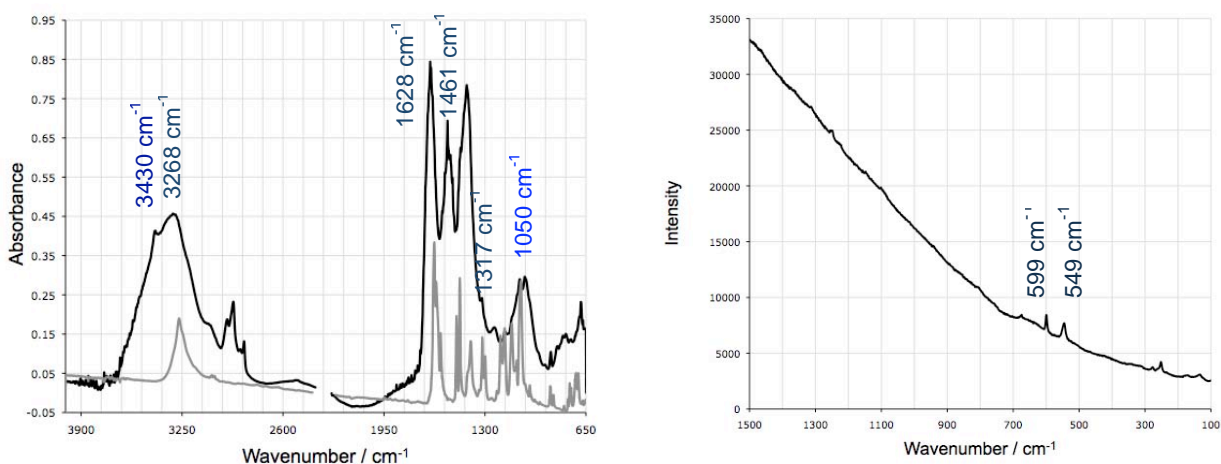 0.95
0.85
0.75
0.65
0.55
0.45
0.35
0.25
0.15
0.05
-0.05
Absorbance
3430 cm⁻¹
3268 cm⁻¹
1628 cm⁻¹
1461 cm⁻¹
1317 cm⁻¹
1050 cm⁻¹
3900 3250 2600 1950 1300 650
Wavenumber / cm⁻¹
35000
30000
25000
20000
15000
10000
5000
0
Intensity
599 cm⁻¹
549 cm⁻¹
1500 1300 1100 900 700 500 300 100
Wavenumber / cm⁻¹